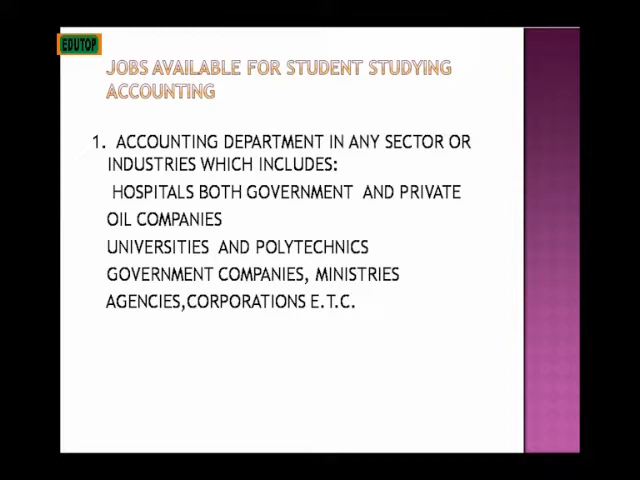 EDUTOP
JOBS AVAILABLE FOR STUDENT STUDYING
ACCOUNTING
1. ACCOUNTING DEPARTMENT IN ANY SECTOR OR
INDUSTRIES WHICH INCLUDES:
HOSPITALS BOTH GOVERNMENT AND PRIVATE
OIL COMPANIES
UNIVERSITIES AND POLYTECHNICS
GOVERNMENT COMPANIES, MINISTRIES
AGENCIES,CORPORATIONS E.T.C.